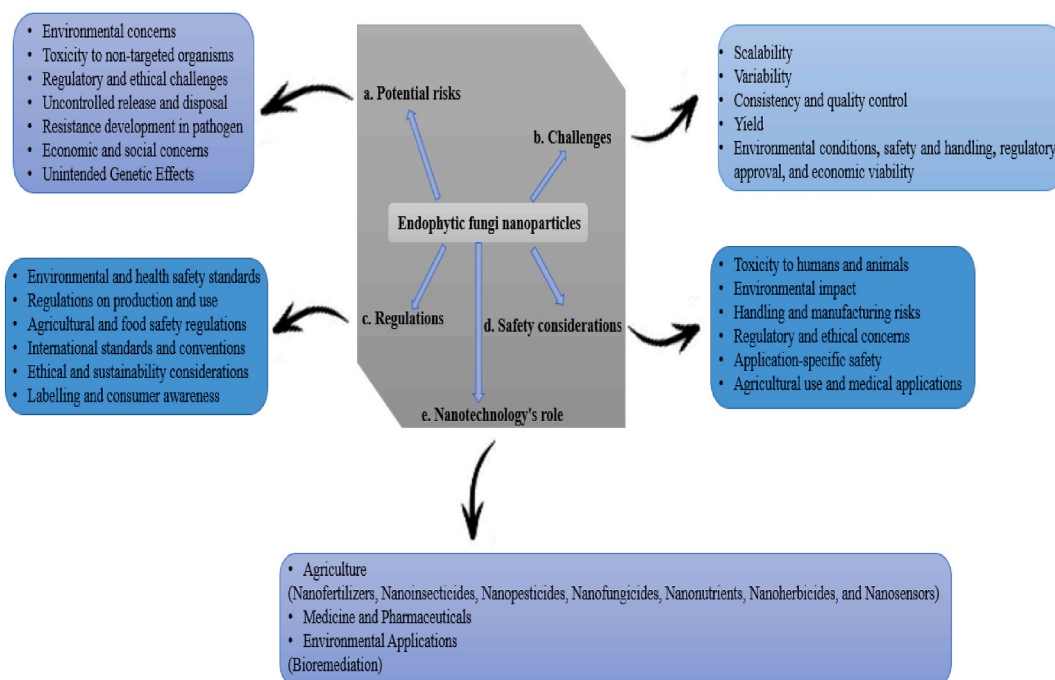 • Environmental concerns
• Toxicity to non-targeted organisms
• Regulatory and ethical challenges
• Uncontrolled release and disposal
• Resistance development in pathogen
• Economic and social concerns
• Unintended Genetic Effects
a. Potential risks
b. Challenges
• Scalability
• Variability
• Consistency and quality control
• Yield
• Environmental conditions, safety and handling, regulatory
approval, and economic viability
Endophytic fungi nanoparticles
• Environmental and health safety standards
• Regulations on production and use
• Agricultural and food safety regulations
• International standards and conventions
• Ethical and sustainability considerations
• Labelling and consumer awareness
c. Regulations
d. Safety considerations
• Toxicity to humans and animals
• Environmental impact
• Handling and manufacturing risks
• Regulatory and ethical concerns
• Application-specific safety
• Agricultural use and medical applications
e. Nanotechnology's role
• Agriculture
(Nanofertilizers, Nanoinsecticides, Nanopesticides, Nanofungicides, Nanonutrients, Nanoherbicides, and Nanosensors)
• Medicine and Pharmaceuticals
• Environmental Applications
(Bioremediation)